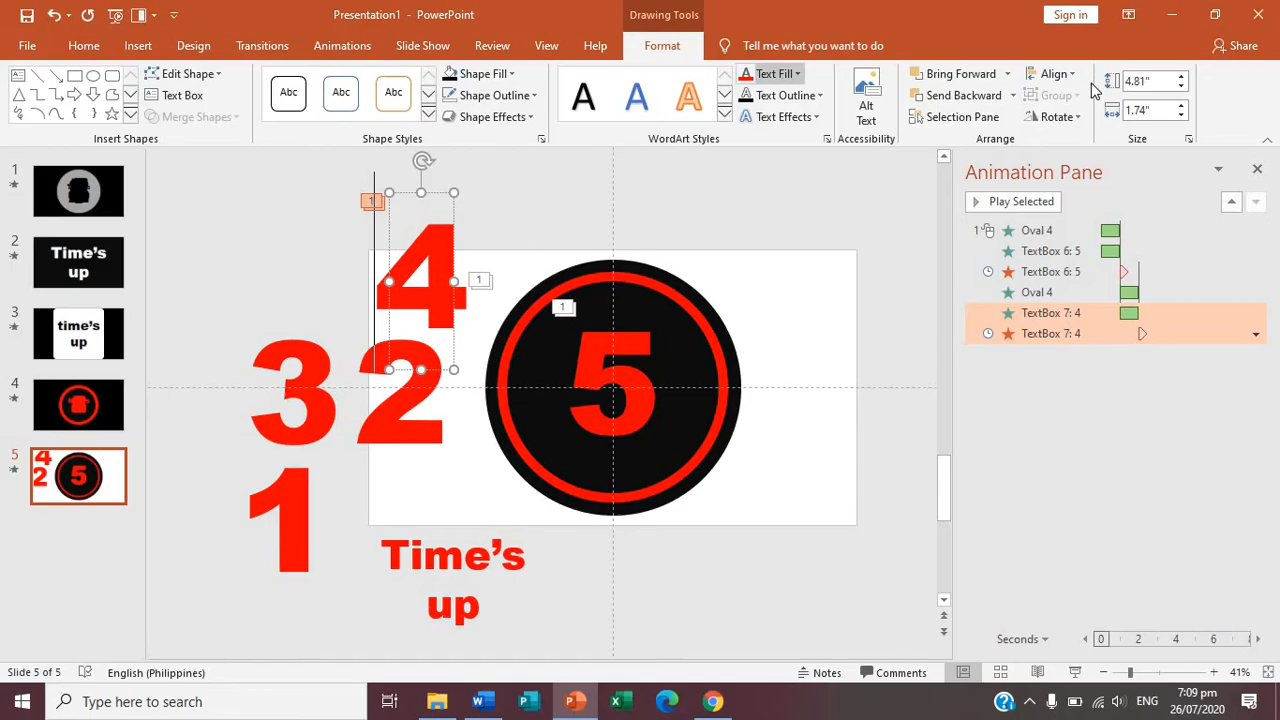 Presentation1 - PowerPoint
Drawing Tools
Sign in
File
Home
Insert
Design
Transitions
Animations
Slide Show
Review
View
Help
Format
Tell me what you want to do
Share
Edit Shape
Text Box
Merge Shapes
Insert Shapes
Abc
Abc
Abc
Shape Fill
Shape Outline
Shape Effects
Shape Styles
A
A
A
Text Fill
Text Outline
Text Effects
WordArt Styles
Alt
Text
Accessibility
Bring Forward
Send Backward
Selection Pane
Align
Group
Rotate
Arrange
4.81"
1.74"
Size
1
2
Time's
up
3
time's
up
4
5
4
2
5
1
1
1
4
3
2
1
5
Time's
up
Animation Pane
Play Selected
1
Oval 4
TextBox 6: 5
TextBox 6: 5
Oval 4
TextBox 7: 4
TextBox 7: 4
Seconds
0
2
4
6
Slide 5 of 5
English (Philippines)
Notes
Comments
41%
Type here to search
ENG
7:09 pm
26/07/2020